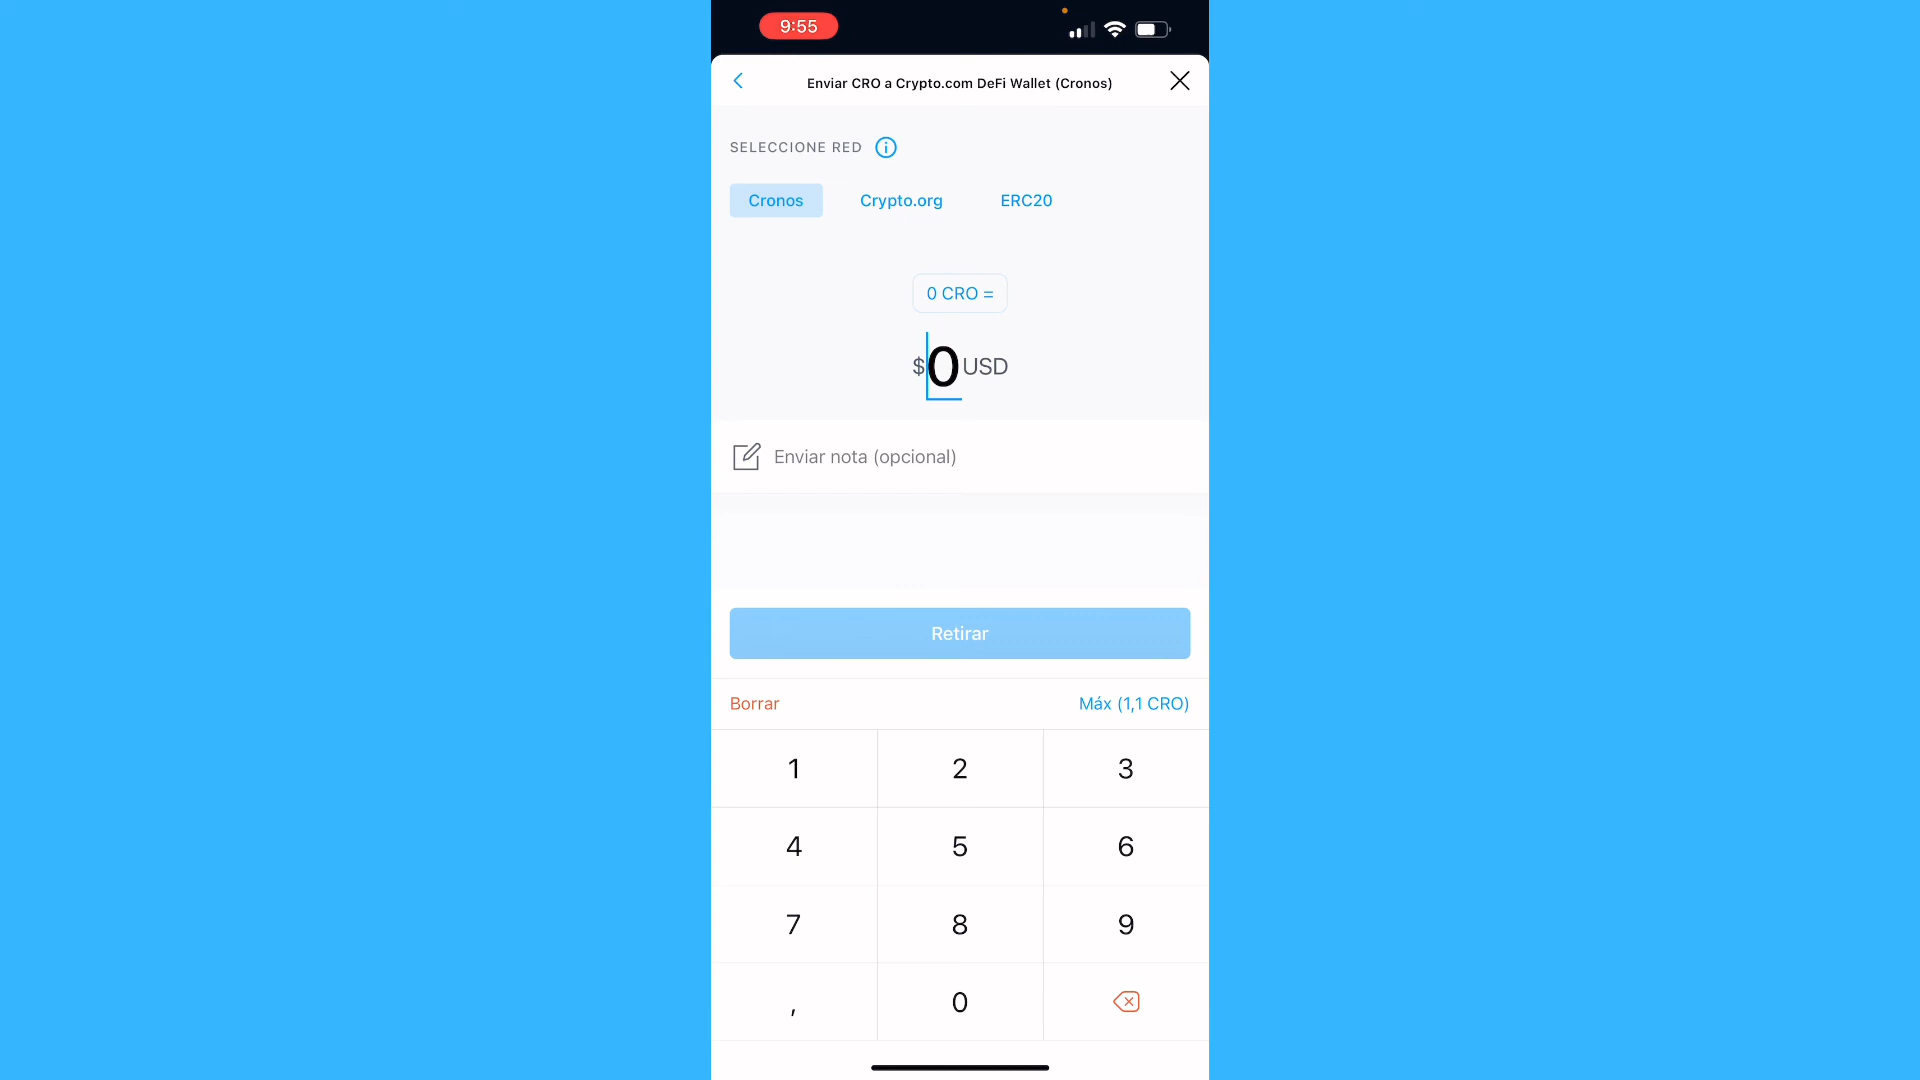 9:55
Enviar CRO a Crypto.com DeFi Wallet (Cronos)
SELECCIONE RED
Cronos Crypto.org ERC20
0 CRO =
$0 USD
Enviar nota (opcional)
Retirar
Borrar Máx (1,1 CRO)
1 2 3
4 5 6
7 8 9
, 0